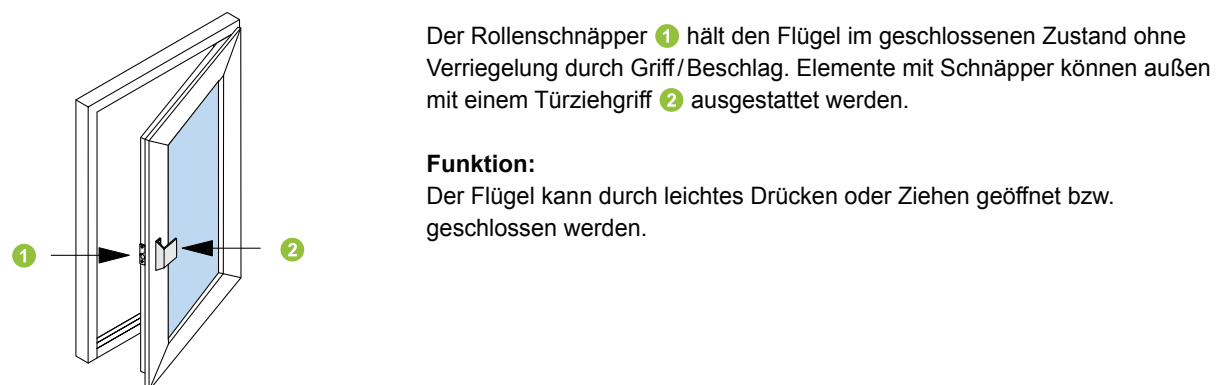 Der Rollenschnäpper 1 hält den Flügel im geschlossenen Zustand ohne
Verriegelung durch Griff/Beschlag. Elemente mit Schnäpper können außen
mit einem Türziehgriff 2 ausgestattet werden.
Funktion:
Der Flügel kann durch leichtes Drücken oder Ziehen geöffnet bzw.
geschlossen werden.
1
2